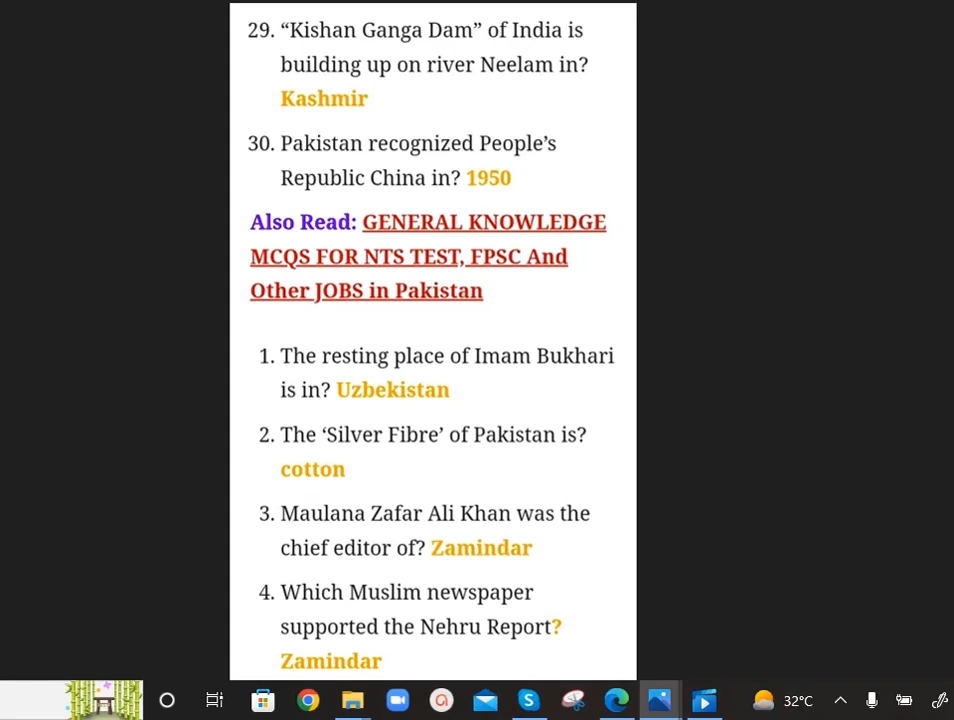 29. “Kishan Ganga Dam” of India is
building up on river Neelam in?
Kashmir
30. Pakistan recognized People’s
Republic China in? 1950
Also Read: GENERAL KNOWLEDGE
MCQS FOR NTS TEST, FPSC And
Other JOBS in Pakistan
1. The resting place of Imam Bukhari
is in? Uzbekistan
2. The ‘Silver Fibre’ of Pakistan is?
cotton
3. Maulana Zafar Ali Khan was the
chief editor of? Zamindar
4. Which Muslim newspaper
supported the Nehru Report?
Zamindar
32°C